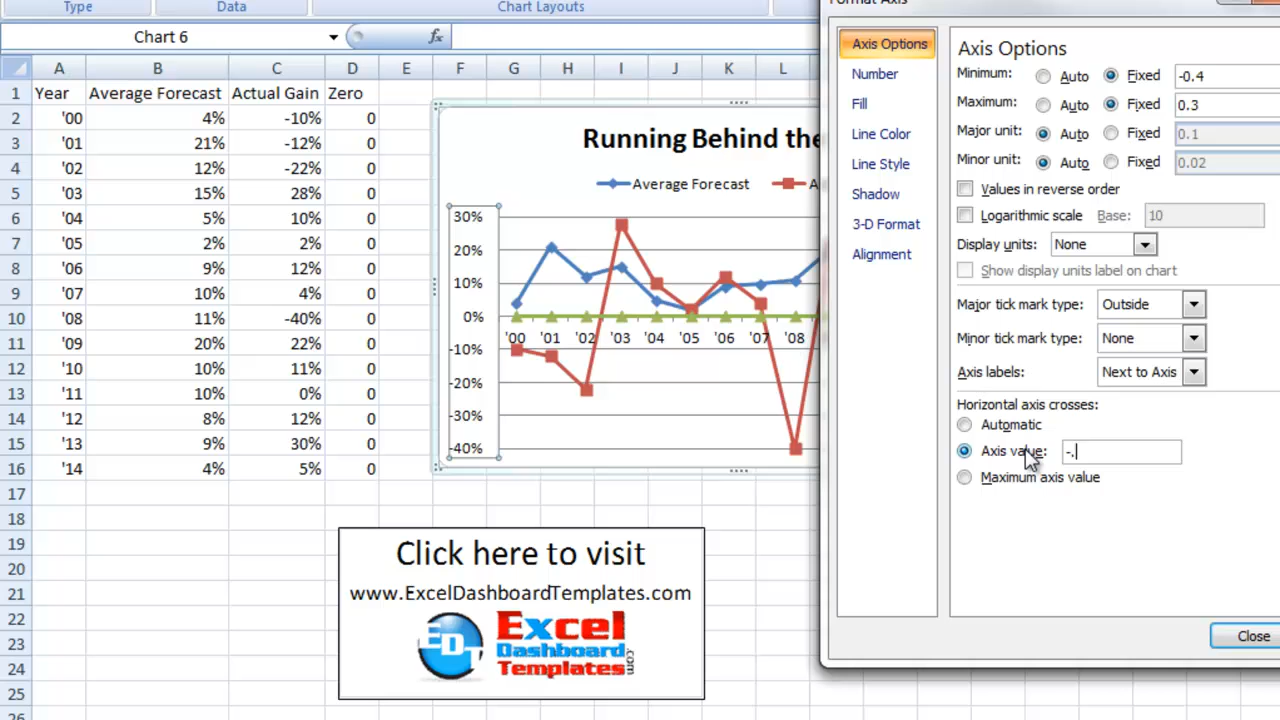 Type Data Chart Layouts
Chart 6 fx
A B C D E F G H I J K L
1 Year Average Forecast Actual Gain Zero
2 '00 4% -10% 0
3 '01 21% -12% 0
4 '02 12% -22% 0
5 '03 15% 28% 0
6 '04 5% 10% 0
7 '05 2% 2% 0
8 '06 9% 12% 0
9 '07 10% 4% 0
10 '08 11% -40% 0
11 '09 20% 22% 0
12 '10 10% 11% 0
13 '11 10% 0% 0
14 '12 8% 12% 0
15 '13 9% 30% 0
16 '14 4% 5% 0
17
18
19
20
21
22
23
24
25
26
Running Behind the
Average Forecast
30%
20%
10%
0%
'00 '01 '02 '03 '04 '05 '06 '07 '08
-10%
-20%
-30%
-40%
Click here to visit
www.ExcelDashboardTemplates.com
EDT
Excel
Dashboard
Templates
.com
Format Axis
Axis Options
Number
Fill
Line Color
Line Style
Shadow
3-D Format
Alignment
Axis Options
Minimum: Auto Fixed -0.4
Maximum: Auto Fixed 0.3
Major unit: Auto Fixed 0.1
Minor unit: Auto Fixed 0.02
Values in reverse order
Logarithmic scale Base: 10
Display units: None
Show display units label on chart
Major tick mark type: Outside
Minor tick mark type: None
Axis labels: Next to Axis
Horizontal axis crosses:
Automatic
Axis value: -.
Maximum axis value
Close